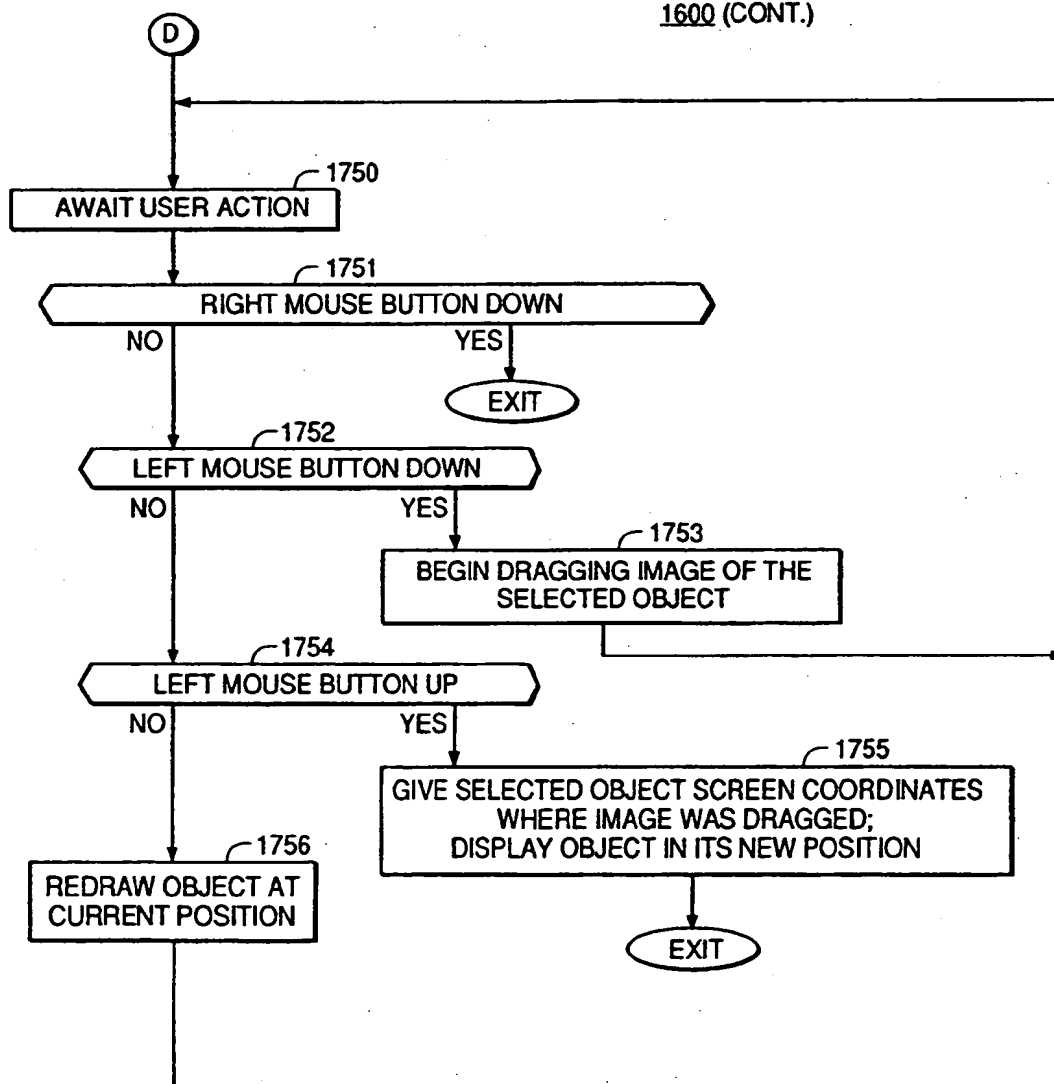 1600 (CONT.)
D
1750
AWAIT USER ACTION
1751
RIGHT MOUSE BUTTON DOWN
NO
YES
EXIT
1752
LEFT MOUSE BUTTON DOWN
NO
YES
1753
BEGIN DRAGGING IMAGE OF THE
SELECTED OBJECT
1754
LEFT MOUSE BUTTON UP
NO
YES
1755
GIVE SELECTED OBJECT SCREEN COORDINATES
WHERE IMAGE WAS DRAGGED;
DISPLAY OBJECT IN ITS NEW POSITION
1756
REDRAW OBJECT AT
CURRENT POSITION
EXIT